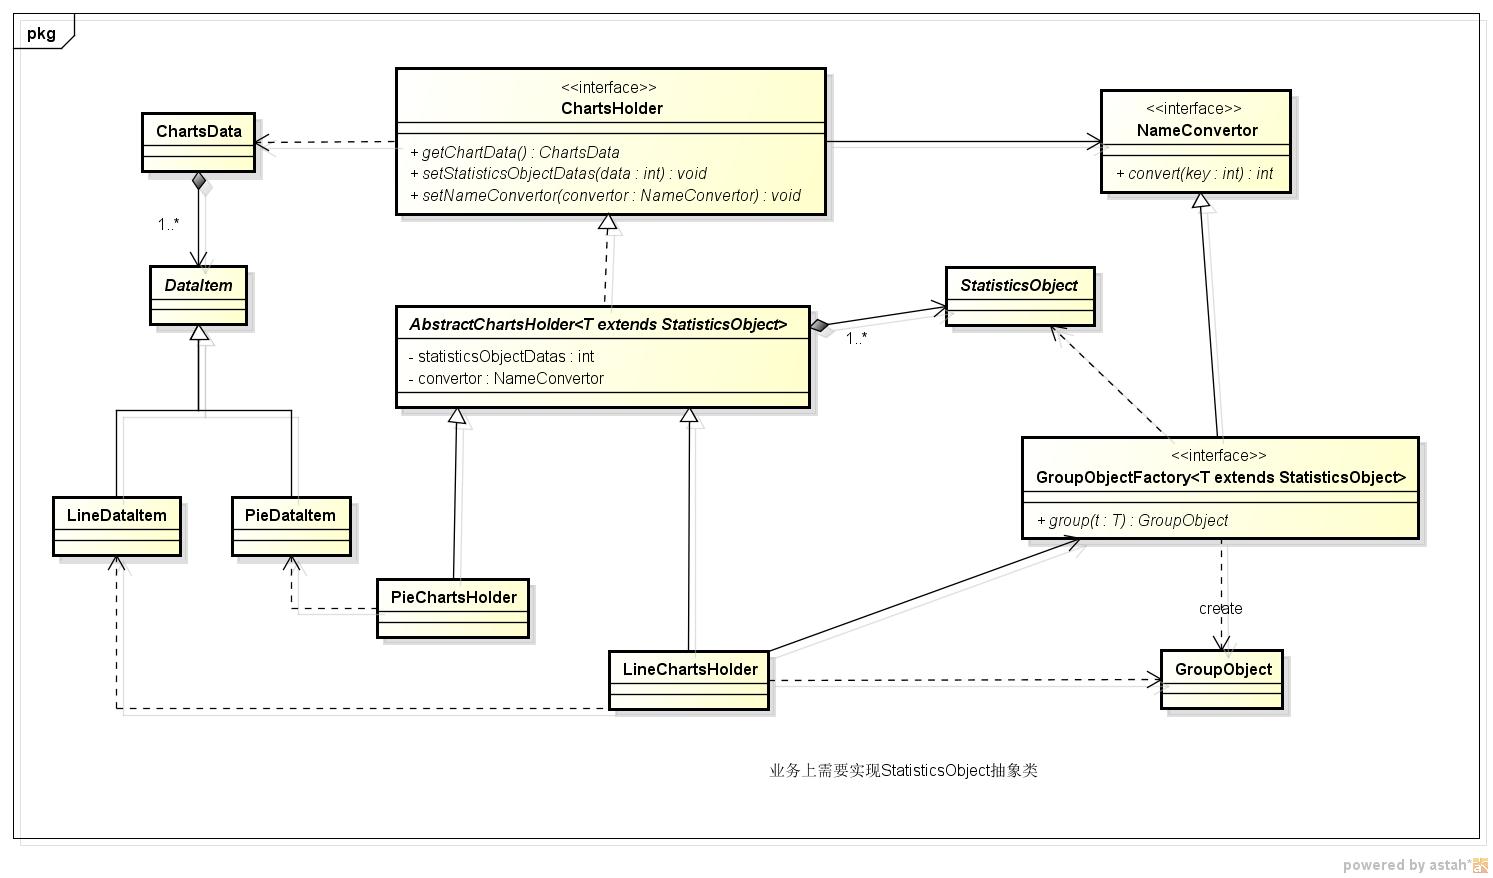 pkg
<<interface>>
ChartsHolder
+ getChartData() : ChartsData
+ setStatisticsObjectDatas(data : int) : void
+ setNameConvertor(convertor : NameConvertor) : void
<<interface>>
NameConvertor
+ convert(key : int) : int
ChartsData
1..*
DataItem
StatisticsObject
AbstractChartsHolder<T extends StatisticsObject>
- statisticsObjectDatas : int
- convertor : NameConvertor
1..*
<<interface>>
GroupObjectFactory<T extends StatisticsObject>
+ group(t : T) : GroupObject
LineDataItem
PieDataItem
PieChartsHolder
create
LineChartsHolder
GroupObject
业务上需要实现StatisticsObject抽象类
powered by astah*